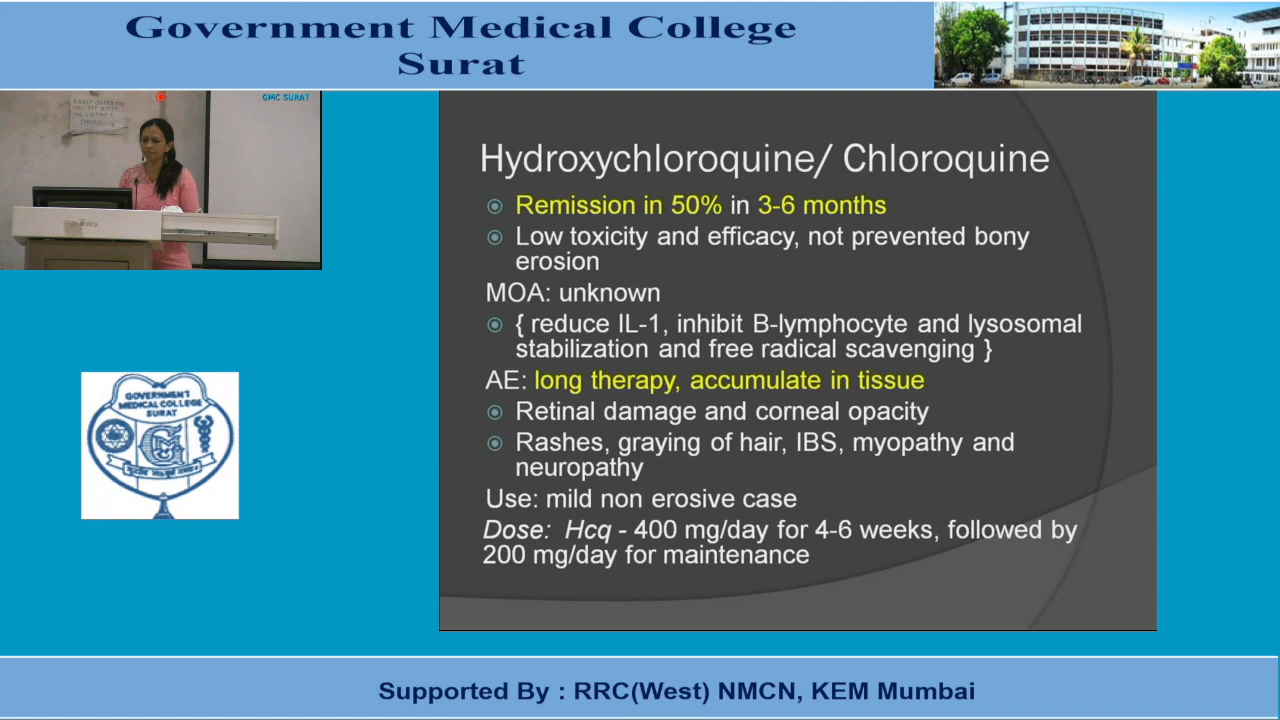 Government Medical College
Surat
GMC SURAT
Hydroxychloroquine/ Chloroquine
Remission in 50% in 3-6 months
Low toxicity and efficacy, not prevented bony
erosion
MOA: unknown
{ reduce IL-1, inhibit B-lymphocyte and lysosomal
stabilization and free radical scavenging }
AE: long therapy, accumulate in tissue
Retinal damage and corneal opacity
Rashes, graying of hair, IBS, myopathy and
neuropathy
Use: mild non erosive case
Dose: Hcq - 400 mg/day for 4-6 weeks, followed by
200 mg/day for maintenance
GOVERNMENT
MEDICAL COLLEGE
SURAT
Supported By : RRC(West) NMCN, KEM Mumbai